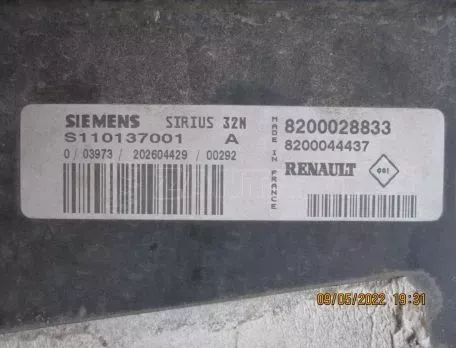 SIEMENS SIRIUS 32N
S110137001 A
0 / 03973 / 202604429 / 00292
MADE IN FRANCE
8200028833
8200044437
RENAULT
001
09/05/2022 19:31